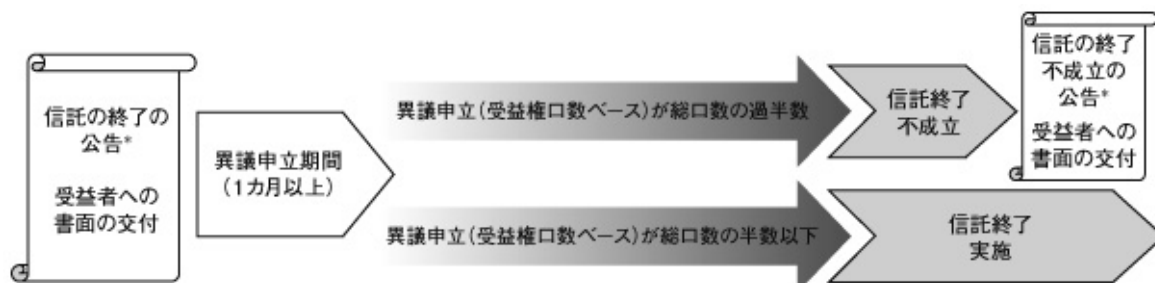 信託の終了の
公告*
受益者への
書面の交付
異議申立期間
(1カ月以上)
異議申立(受益権口数ベース)が総口数の過半数
信託終了
不成立
信託の終了
不成立の
公告*
受益者への
書面の交付
異議申立(受益権口数ベース)が総口数の半数以下
信託終了
実施